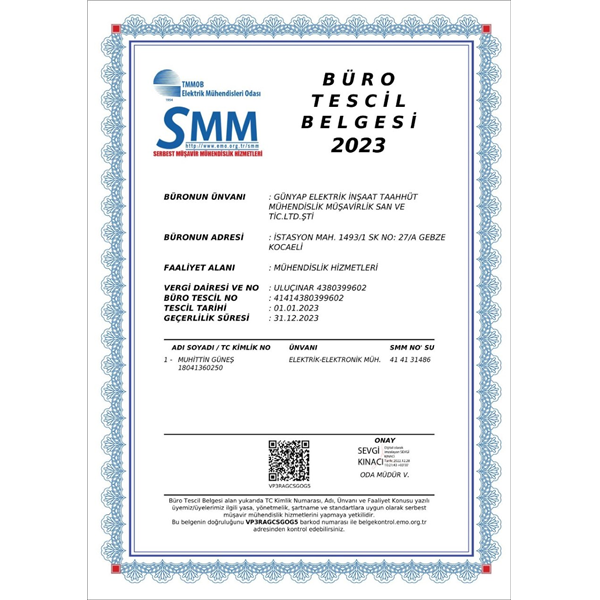 TMMOB
Elektrik Mühendisleri Odası
1954
SMM
http://www.emo.org.tr/smm
SERBEST MÜŞAVİR MÜHENDİSLİK HİZMETLERİ
BÜRO
TESCİL
BELGESİ
2023
BÜRONUN ÜNVANI : GÜNYAP ELEKTRİK İNŞAAT TAAHHÜT
MÜHENDİSLİK MÜŞAVİRLİK SAN VE
TİC.LTD.ŞTİ
BÜRONUN ADRESİ : İSTASYON MAH. 1493/1 SK NO: 27/A GEBZE
KOCAELİ
FAALİYET ALANI : MÜHENDİSLİK HİZMETLERİ
VERGİ DAİRESİ VE NO : ULUÇINAR 4380399602
BÜRO TESCİL NO : 41414380399602
TESCİL TARİHİ : 01.01.2023
GEÇERLİLİK SÜRESİ : 31.12.2023
ADI SOYADI / TC KİMLİK NO ÜNVANI SMM NO' SU
1 - MUHİTTİN GÜNEŞ ELEKTRİK-ELEKTRONİK MÜH. 41 41 31486
18041360250
ONAY
SEVGİ
KINACI
ODA MÜDÜR V.
VP3RAGCSGOG5
Büro Tescil Belgesi alan yukarıda TC Kimlik Numarası, Adı, Ünvanı ve Faaliyet Konusu yazılı
üyemiz/üyelerimiz ilgili yasa, yönetmelik, şartname ve standartlara uygun olarak serbest
müşavir mühendislik hizmetlerini yapmaya yetkilidir.
Bu belgenin doğruluğunu VP3RAGCSGOG5 barkod numarası ile belgekontrol.emo.org.tr
adresinden kontrol edebilirsiniz.